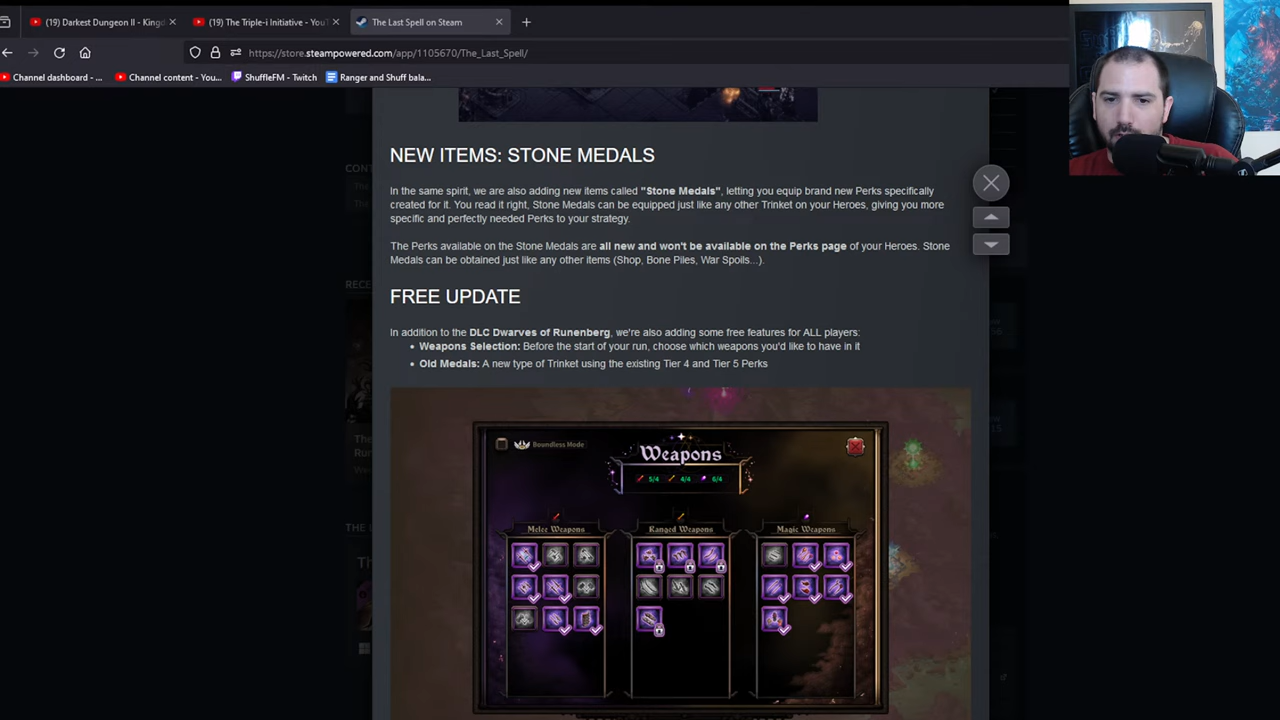 (19) Darkest Dungeon II - Kingd
(19) The Triple-i Initiative - YouT
The Last Spell on Steam
https://store.steampowered.com/app/1105670/The_Last_Spell/
Channel dashboard - ...
Channel content - You...
ShuffleFM - Twitch
Ranger and Shuff bala...
NEW ITEMS: STONE MEDALS
In the same spirit, we are also adding new items called "Stone Medals", letting you equip brand new Perks specifically
created for it. You read it right, Stone Medals can be equipped just like any other Trinket on your Heroes, giving you more
specific and perfectly needed Perks to your strategy.
The Perks available on the Stone Medals are all new and won't be available on the Perks page of your Heroes. Stone
Medals can be obtained just like any other items (Shop, Bone Piles, War Spoils...).
FREE UPDATE
In addition to the DLC Dwarves of Runenberg, we're also adding some free features for ALL players:
Weapons Selection: Before the start of your run, choose which weapons you'd like to have in it
Old Medals: A new type of Trinket using the existing Tier 4 and Tier 5 Perks
Boundless Mode
Weapons
5/4 4/4 6/4
Melee Weapons
Ranged Weapons
Magic Weapons